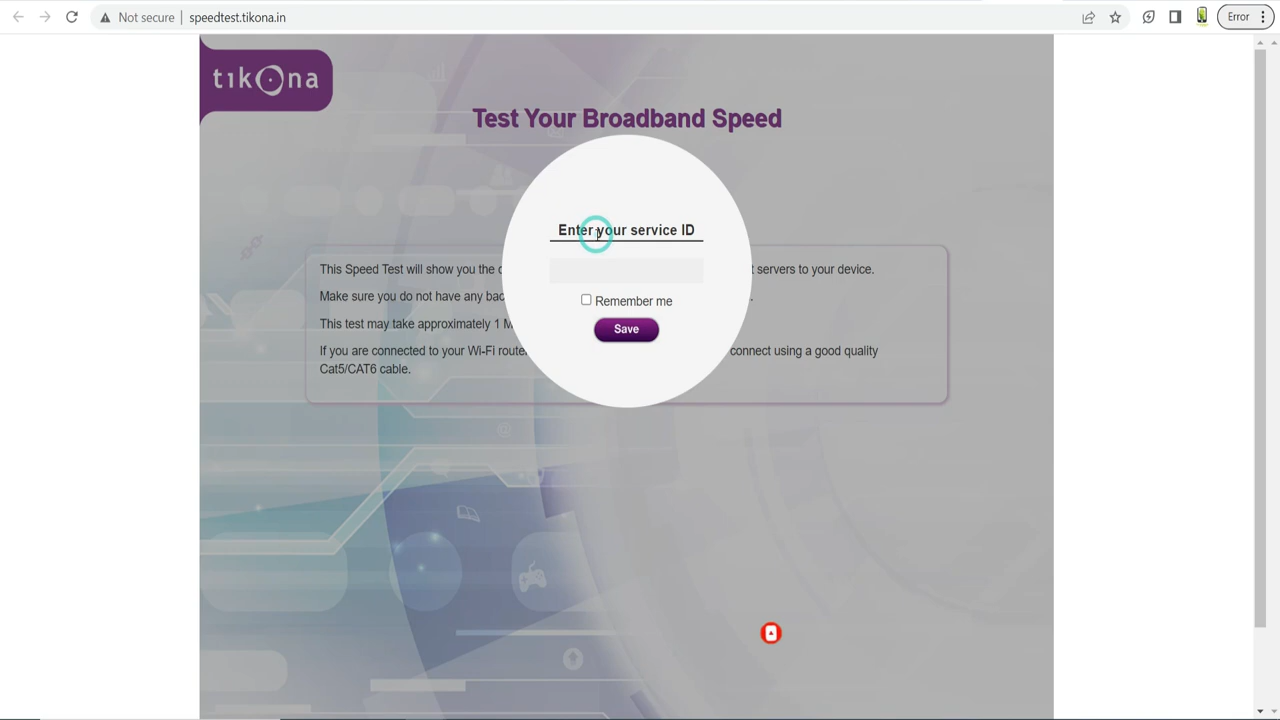 Not secure | speedtest.tikona.in
Error
tikona
Test Your Broadband Speed
Enter your service ID
This Speed Test will show you the
servers to your device.
Make sure you do not have any
This test may take approximately 1
Remember me
Save
If you are connected to your Wi-Fi
connect using a good quality
Cat5/CAT6 cable.